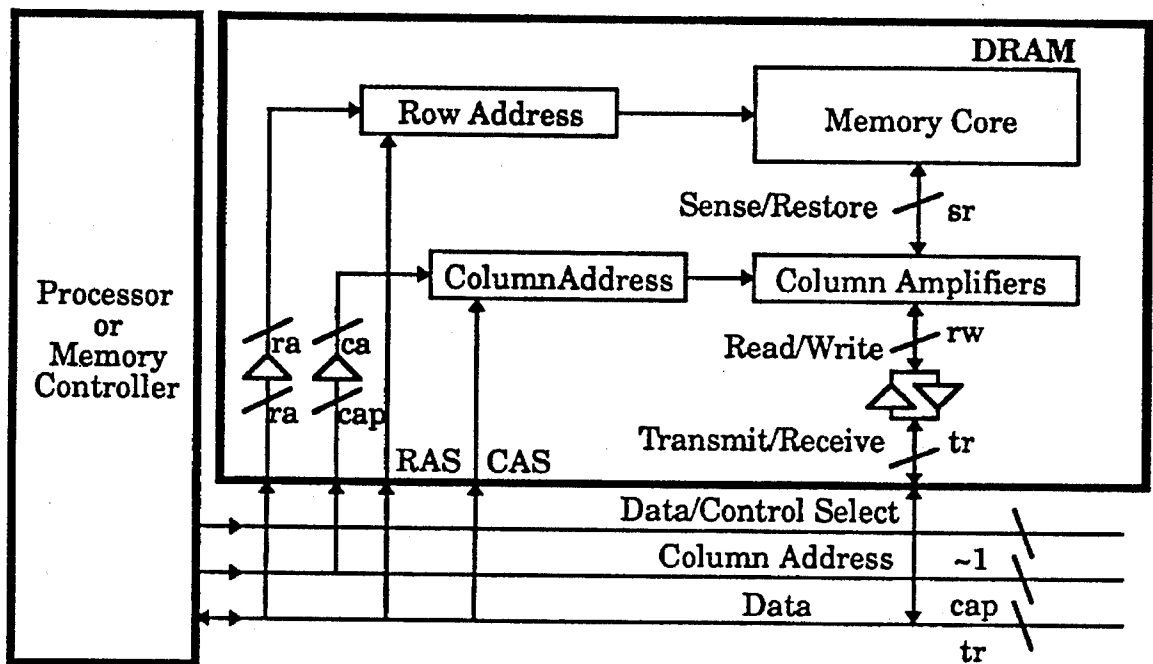 DRAM
Row Address
Memory Core
Sense/Restore
sr
ColumnAddress
Column Amplifiers
Processor
or
Memory
Controller
ra
ca
Read/Write
rw
ra
cap
Transmit/Receive
tr
RAS
CAS
Data/Control Select
Column Address
~1
Data
cap
tr